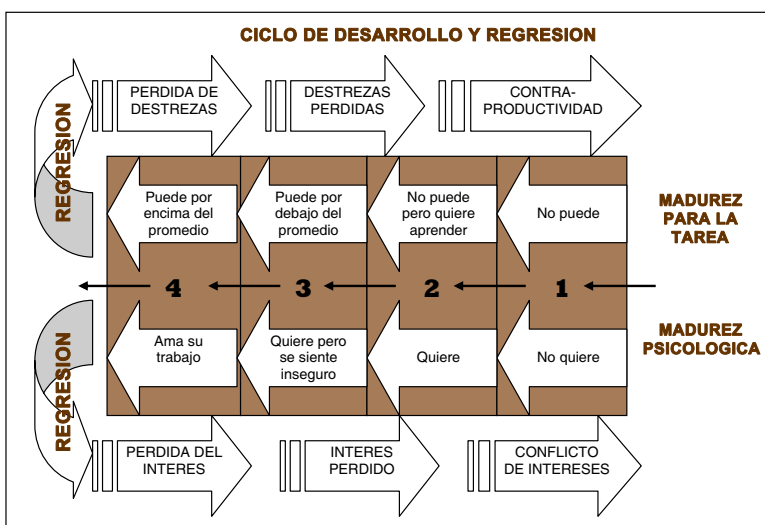 CICLO DE DESARROLLO Y REGRESION
PERDIDA DE
DESTREZAS
DESTREZAS
PERDIDAS
CONTRA-
PRODUCTIVIDAD
REGRESION
Puede por
encima del
promedio
Puede por
debajo del
promedio
No puede
pero quiere
aprender
No puede
MADUREZ
PARA LA
TAREA
4
3
2
1
REGRESION
Ama su
trabajo
Quiere pero
se siente
inseguro
Quiere
No quiere
MADUREZ
PSICOLOGICA
PERDIDA DEL
INTERES
INTERES
PERDIDO
CONFLICTO
DE INTERESES